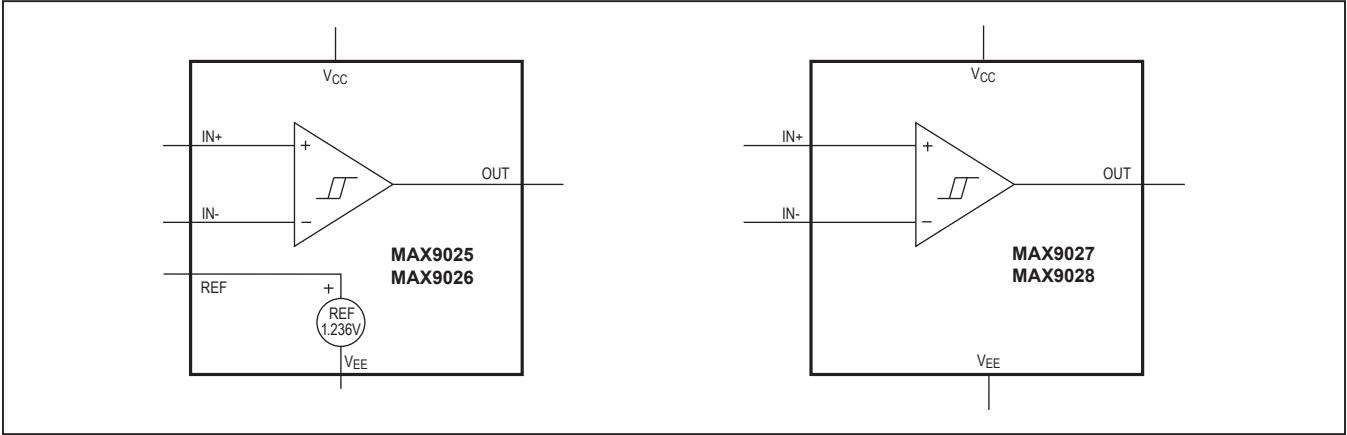 VCC
IN+
+
OUT
IN-
−
MAX9025
MAX9026
REF
+
REF
1.236V
VEE
VCC
IN+
+
OUT
IN-
−
MAX9027
MAX9028
VEE